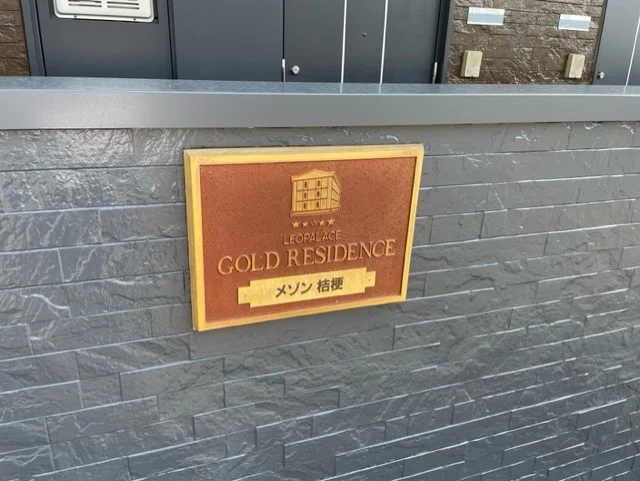 LEOPALACE
GOLD RESIDENCE
メゾン 桔梗